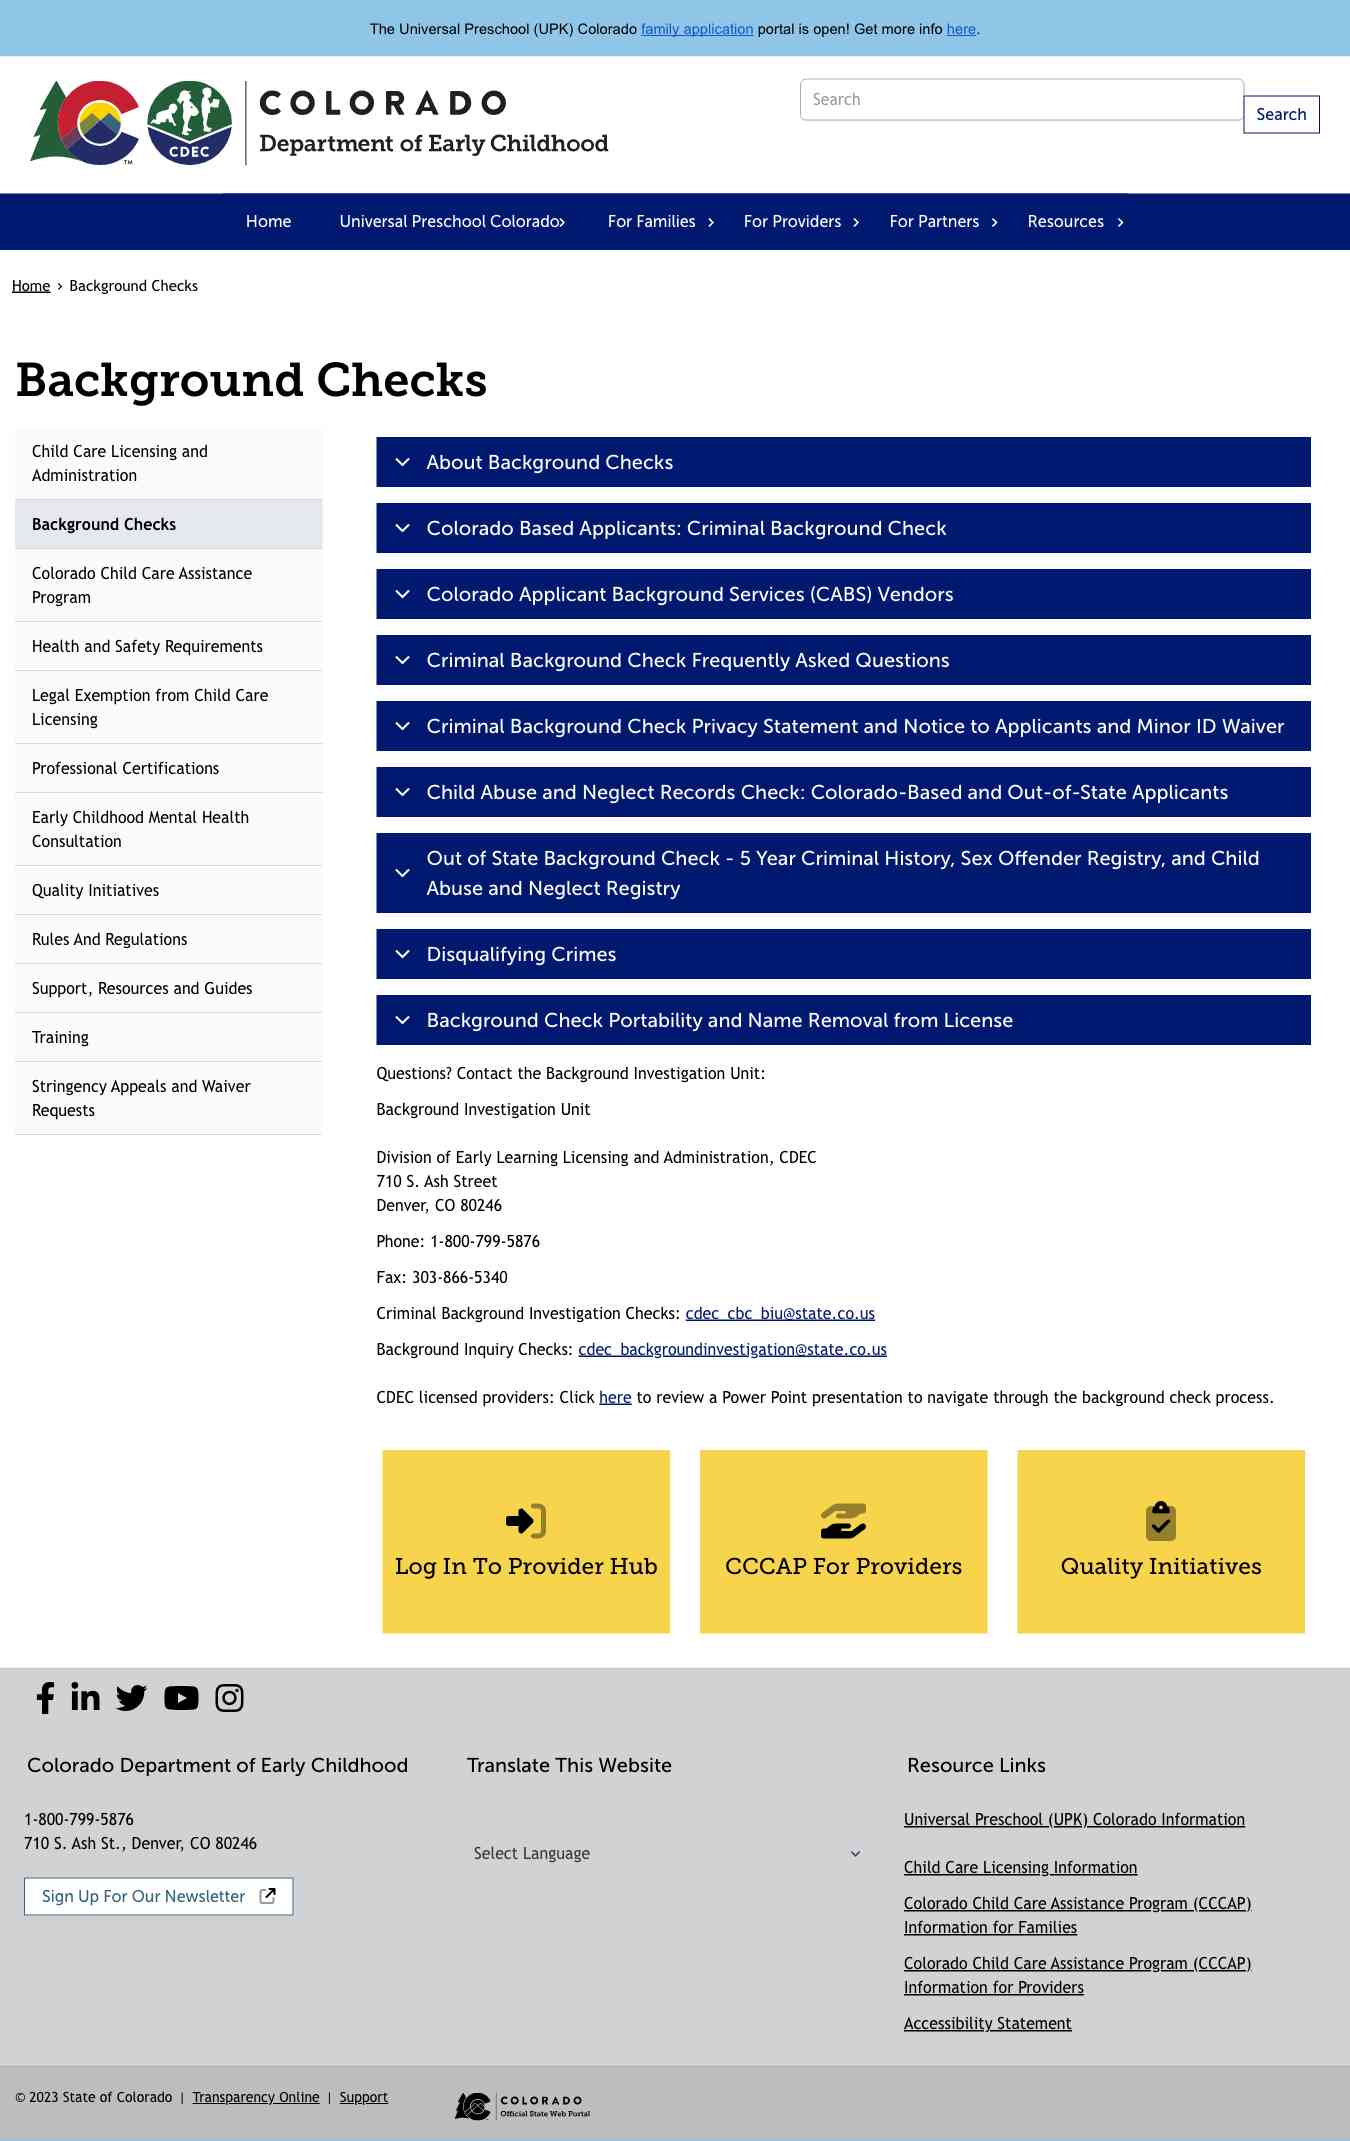 The Universal Preschool (UPK) Colorado family application portal is open! Get more info here.
CDEC
TM
COLORADO
Department of Early Childhood
Search
Search
Home
Universal Preschool Colorado
For Families
For Providers
For Partners
Resources
Home › Background Checks
Background Checks
Child Care Licensing and
Administration
Background Checks
Colorado Child Care Assistance
Program
Health and Safety Requirements
Legal Exemption from Child Care
Licensing
Professional Certifications
Early Childhood Mental Health
Consultation
Quality Initiatives
Rules And Regulations
Support, Resources and Guides
Training
Stringency Appeals and Waiver
Requests
About Background Checks
Colorado Based Applicants: Criminal Background Check
Colorado Applicant Background Services (CABS) Vendors
Criminal Background Check Frequently Asked Questions
Criminal Background Check Privacy Statement and Notice to Applicants and Minor ID Waiver
Child Abuse and Neglect Records Check: Colorado-Based and Out-of-State Applicants
Out of State Background Check - 5 Year Criminal History, Sex Offender Registry, and Child
Abuse and Neglect Registry
Disqualifying Crimes
Background Check Portability and Name Removal from License
Questions? Contact the Background Investigation Unit:
Background Investigation Unit
Division of Early Learning Licensing and Administration, CDEC
710 S. Ash Street
Denver, CO 80246
Phone: 1-800-799-5876
Fax: 303-866-5340
Criminal Background Investigation Checks: cdec_cbc_biu@state.co.us
Background Inquiry Checks: cdec_backgroundinvestigation@state.co.us
CDEC licensed providers: Click here to review a Power Point presentation to navigate through the background check process.
Log In To Provider Hub
CCCAP For Providers
Quality Initiatives
Colorado Department of Early Childhood
1-800-799-5876
710 S. Ash St., Denver, CO 80246
Sign Up For Our Newsletter
Translate This Website
Select Language
Resource Links
Universal Preschool (UPK) Colorado Information
Child Care Licensing Information
Colorado Child Care Assistance Program (CCCAP)
Information for Families
Colorado Child Care Assistance Program (CCCAP)
Information for Providers
Accessibility Statement
© 2023 State of Colorado | Transparency Online | Support
COLORADO
Official State Web Portal